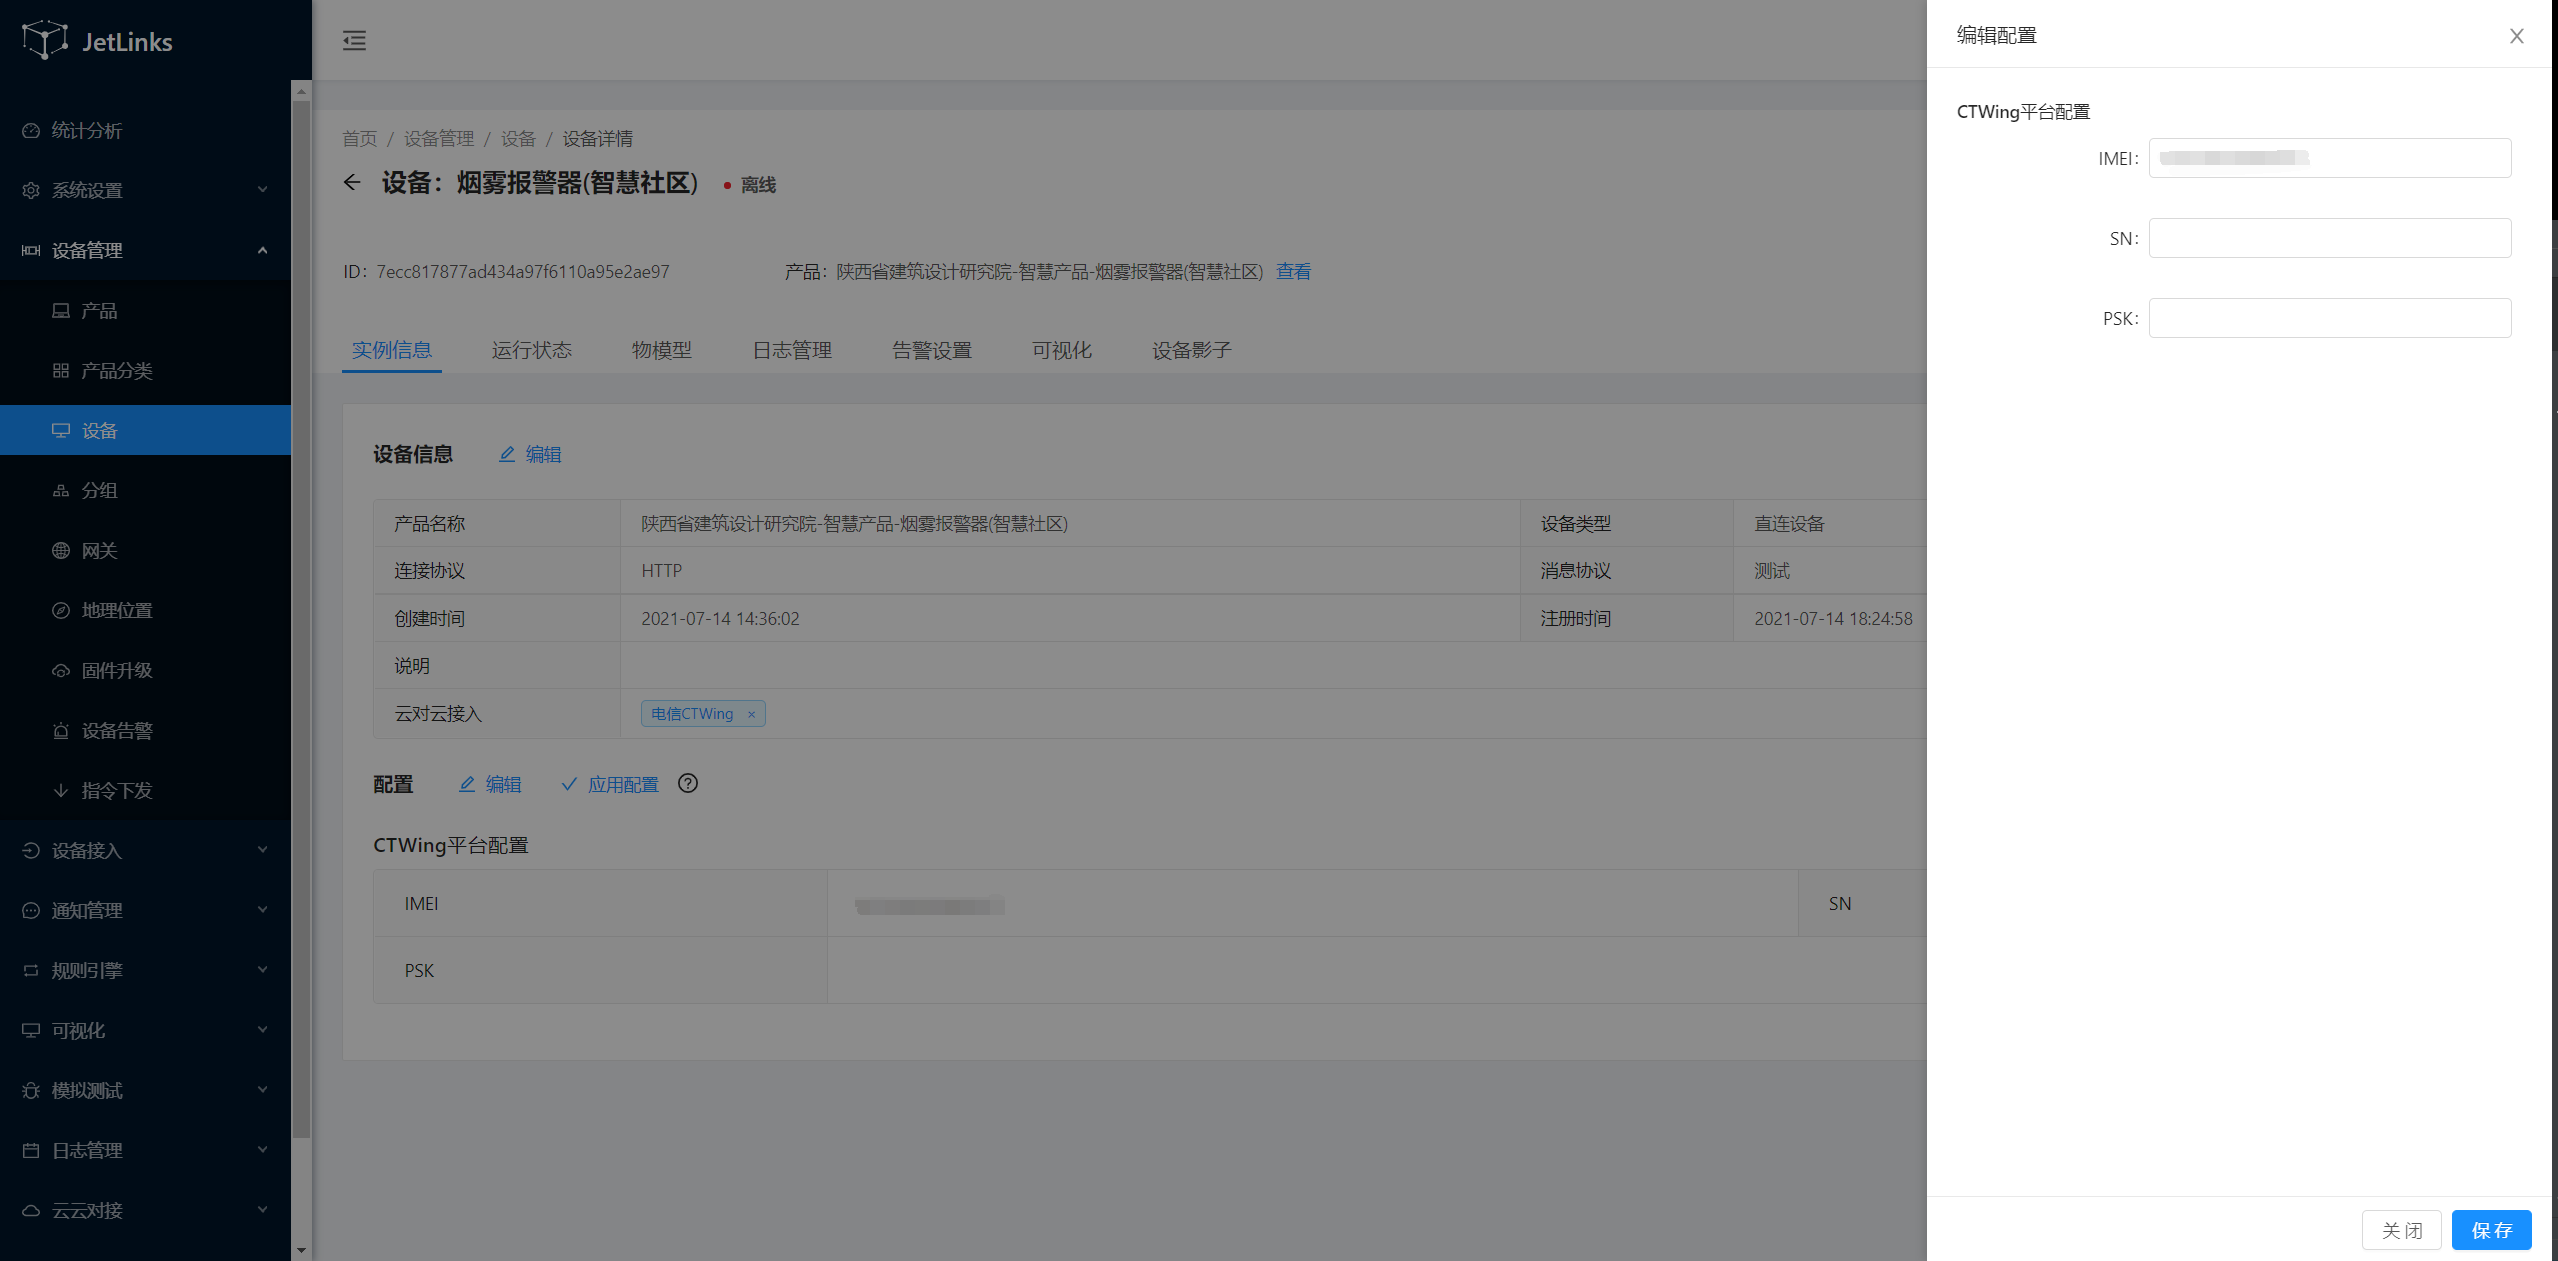 JetLinks
统计分析
系统设置
设备管理
产品
产品分类
设备
分组
网关
地理位置
固件升级
设备告警
指令下发
设备接入
通知管理
规则引擎
可视化
模拟测试
日志管理
云云对接
首页 / 设备管理 / 设备 / 设备详情
设备：烟雾报警器(智慧社区) 离线
ID：7ecc817877ad434a97f6110a95e2ae97 产品：陕西省建筑设计研究院-智慧产品-烟雾报警器(智慧社区) 查看
实例信息 运行状态 物模型 日志管理 告警设置 可视化 设备影子
设备信息 编辑
产品名称 陕西省建筑设计研究院-智慧产品-烟雾报警器(智慧社区) 设备类型 直连设备
连接协议 HTTP 消息协议 测试
创建时间 2021-07-14 14:36:02 注册时间 2021-07-14 18:24:58
说明
云对云接入 电信CTWing ×
配置 编辑 应用配置 ?
CTWing平台配置
IMEI SN
PSK
编辑配置
CTWing平台配置
IMEI:
SN:
PSK:
关 闭 保 存